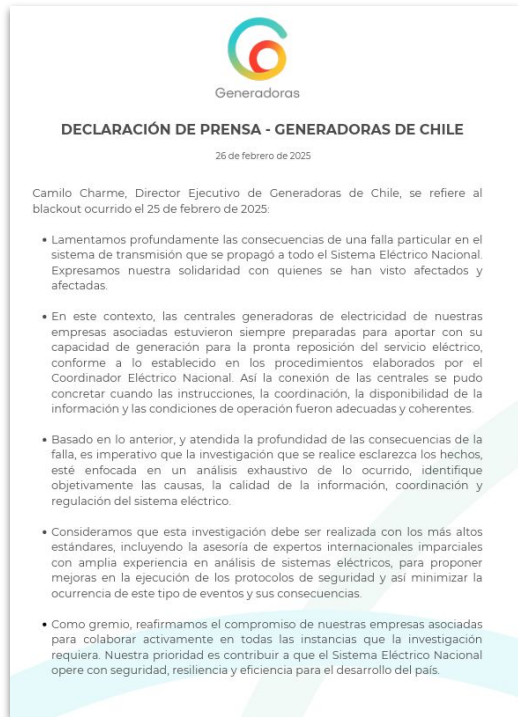 Generadoras
DECLARACIÓN DE PRENSA - GENERADORAS DE CHILE
26 de febrero de 2025
Camilo Charme, Director Ejecutivo de Generadoras de Chile, se refiere al
blackout ocurrido el 25 de febrero de 2025:
• Lamentamos profundamente las consecuencias de una falla particular en el
sistema de transmisión que se propagó a todo el Sistema Eléctrico Nacional.
Expresamos nuestra solidaridad con quienes se han visto afectados y
afectadas.
• En este contexto, las centrales generadoras de electricidad de nuestras
empresas asociadas estuvieron siempre preparadas para aportar con su
capacidad de generación para la pronta reposición del servicio eléctrico,
conforme a lo establecido en los procedimientos elaborados por el
Coordinador Eléctrico Nacional. Así la conexión de las centrales se pudo
concretar cuando las instrucciones, la coordinación, la disponibilidad de la
información y las condiciones de operación fueron adecuadas y coherentes.
• Basado en lo anterior, y atendida la profundidad de las consecuencias de la
falla, es imperativo que la investigación que se realice esclarezca los hechos,
esté enfocada en un análisis exhaustivo de lo ocurrido, identifique
objetivamente las causas, la calidad de la información, coordinación y
regulación del sistema eléctrico.
• Consideramos que esta investigación debe ser realizada con los más altos
estándares, incluyendo la asesoría de expertos internacionales imparciales
con amplia experiencia en análisis de sistemas eléctricos, para proponer
mejoras en la ejecución de los protocolos de seguridad y así minimizar la
ocurrencia de este tipo de eventos y sus consecuencias.
• Como gremio, reafirmamos el compromiso de nuestras empresas asociadas
para colaborar activamente en todas las instancias que la investigación
requiera. Nuestra prioridad es contribuir a que el Sistema Eléctrico Nacional
opere con seguridad, resiliencia y eficiencia para el desarrollo del país.